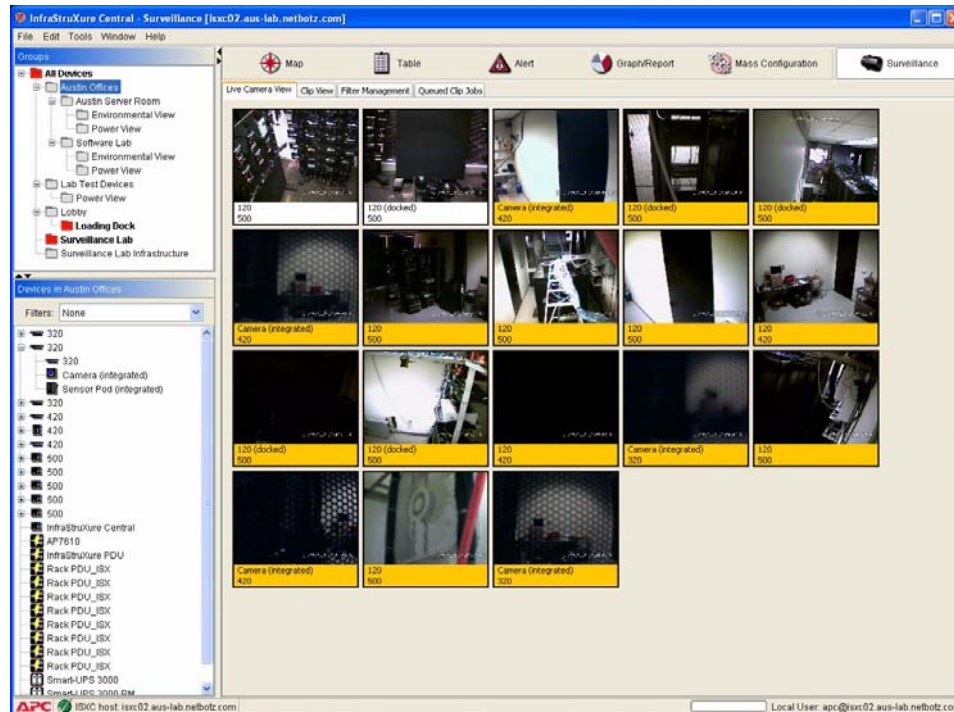 InfraStruXure Central - Surveillance [isxc02.aus-lab.netbotz.com]
File Edit Tools Window Help
Groups
All Devices
Austin Offices
Austin Server Room
Environmental View
Power View
Software Lab
Environmental View
Power View
Lab Test Devices
Power View
Lobby
Loading Dock
Surveillance Lab
Surveillance Lab Infrastructure
Devices in Austin Offices
Filters: None
320
320
320
Camera (integrated)
Sensor Pod (integrated)
320
420
420
420
500
500
500
500
500
InfraStruXure Central
AP7610
InfraStruXure PDU
Rack PDU_ISX
Rack PDU_ISX
Rack PDU_ISX
Rack PDU_ISX
Rack PDU_ISX
Rack PDU_ISX
Rack PDU_ISX
Rack PDU_ISX
Smart-UPS 3000
Smart-UPS 3000 RM
Map Table Alert Graph/Report Mass Configuration Surveillance
Live Camera View Clip View Filter Management Queued Clip Jobs
120
500
120 (docked)
500
Camera (integrated)
420
120 (docked)
500
120 (docked)
500
Camera (integrated)
420
120
500
120
500
120
500
120
420
120 (docked)
500
120 (docked)
500
120
420
Camera (integrated)
320
120
500
Camera (integrated)
420
120
500
Camera (integrated)
320
APC ISXC host: isxc02.aus-lab.netbotz.com
Local User: apc@isxc02.aus-lab.netbotz.co